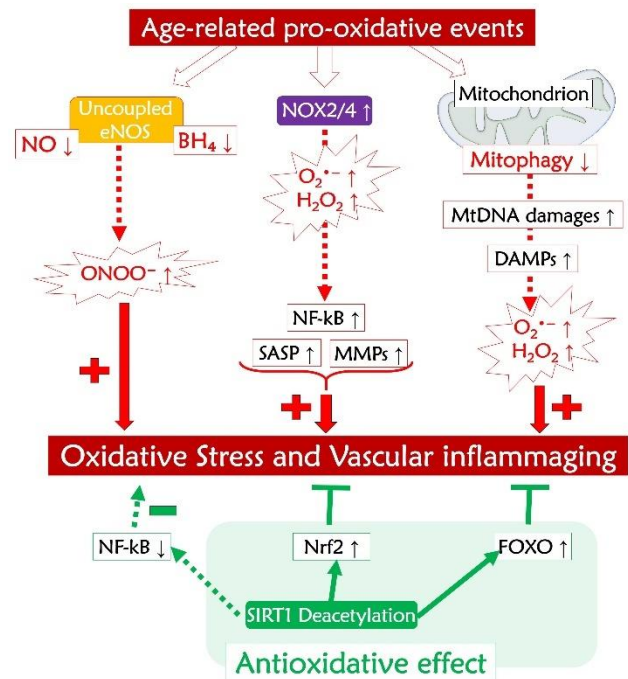 Age-related pro-oxidative events
Uncoupled
eNOS
NO ↓
BH₄ ↓
NOX2/4 ↑
Mitochondrion
Mitophagy ↓
O₂•− ↑
H₂O₂ ↑
MtDNA damages ↑
ONOO− ↑
DAMPs ↑
NF-kB ↑
SASP ↑
MMPs ↑
O₂•− ↑
H₂O₂ ↑
Oxidative Stress and Vascular inflammaging
NF-kB ↓
Nrf2 ↑
FOXO ↑
SIRT1 Deacetylation
Antioxidative effect